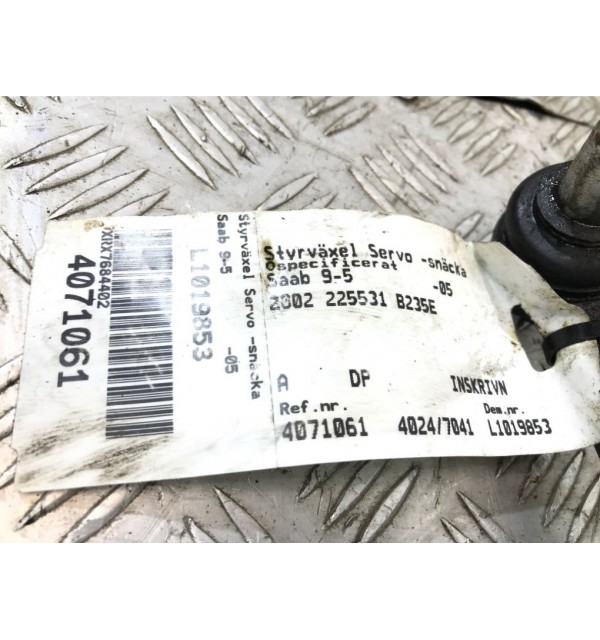 Styrväxel Servo -snäcka
Ospecificerat
Saab 9-5 -05
2002 225531 B235E
A DP INSKRIVN
Ref.nr. Dem.nr.
4071061 4024/7041 L1019853
Styrväxel Servo -snäcka
Saab 9-5 -05
L1019853
4071061